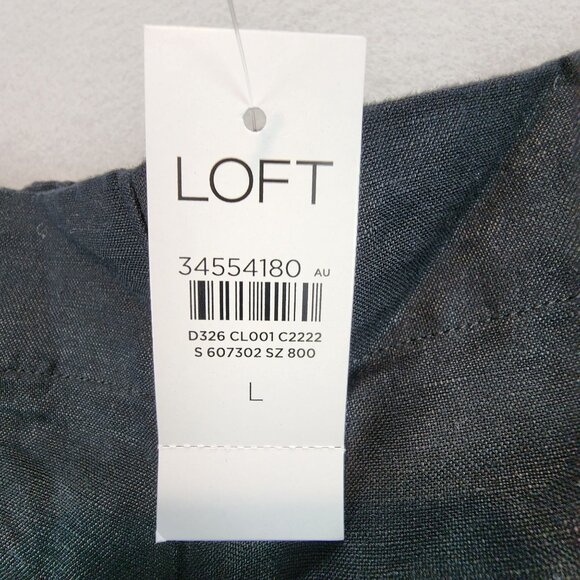 LOFT
34554180 AU
D326 CL001 C2222
S 607302 SZ 800
L